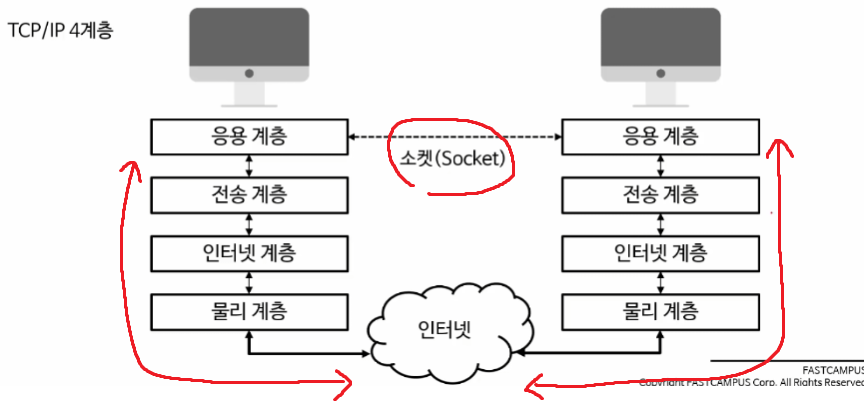 TCP/IP 4계층
응용 계층
응용 계층
소켓(Socket)
전송 계층
전송 계층
인터넷 계층
인터넷 계층
물리 계층
물리 계층
인터넷
FASTCAMPUS
Copyright FASTCAMPUS Corp. All Rights Reserved